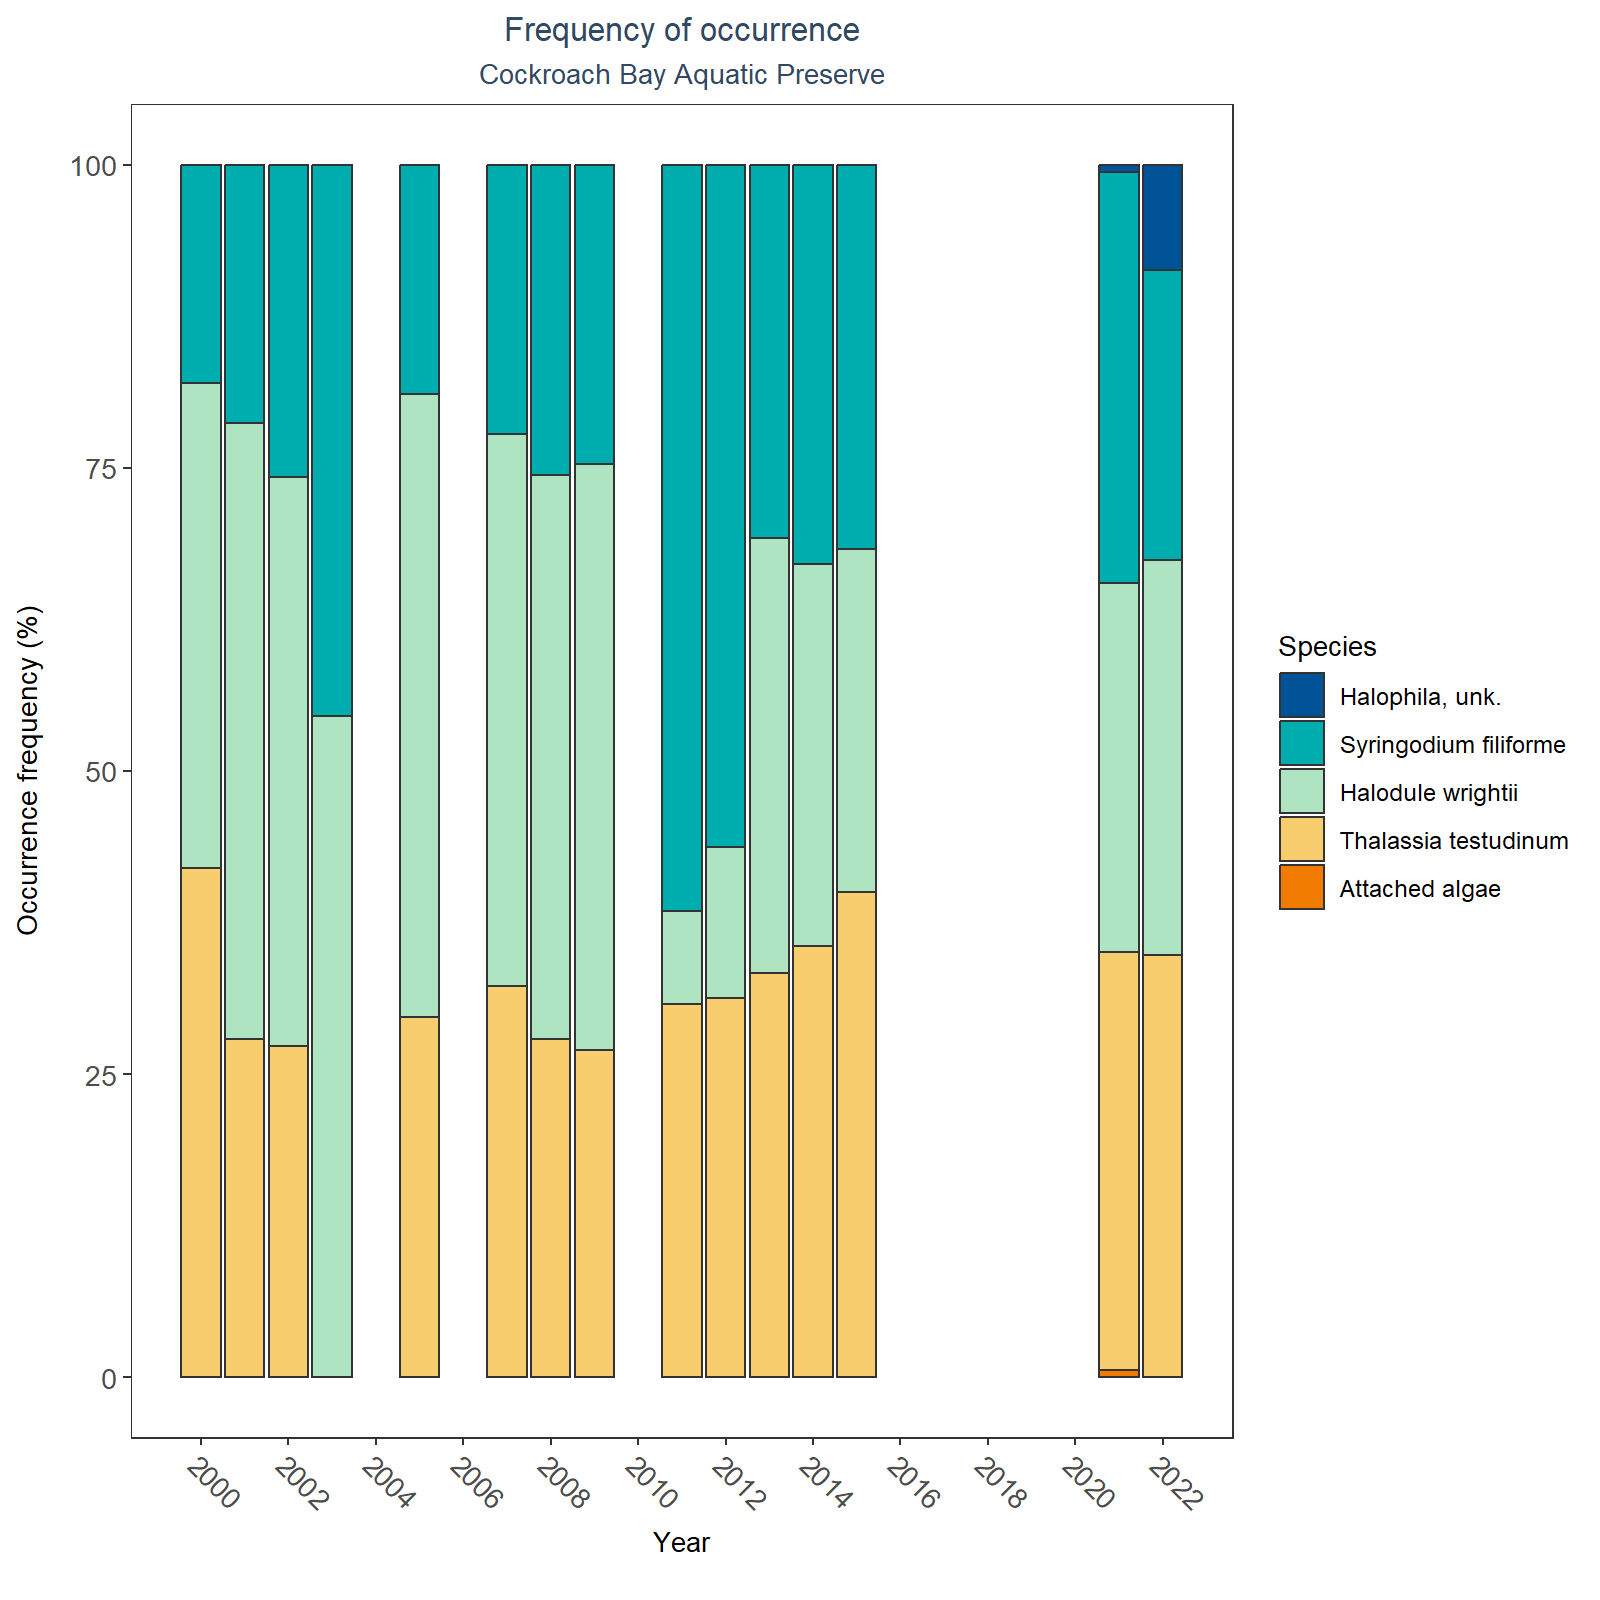 Frequency of occurrence
Cockroach Bay Aquatic Preserve
Occurrence frequency (%)
100
75
50
25
0
2000
2002
2004
2006
2008
2010
2012
2014
2016
2018
2020
2022
Year
Species
Halophila, unk.
Syringodium filiforme
Halodule wrightii
Thalassia testudinum
Attached algae